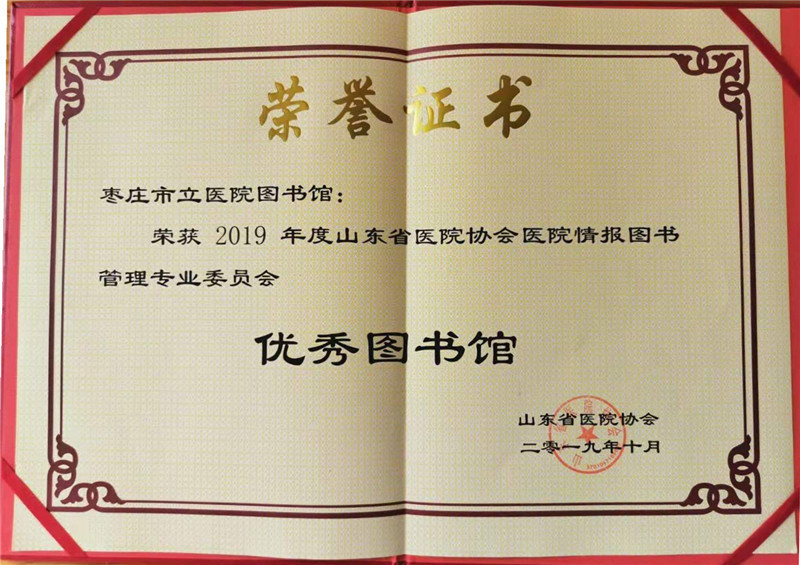 荣誉证书
枣庄市立医院图书馆：
荣获 2019 年度山东省医院协会医院情报图书
管理专业委员会
优秀图书馆
山东省医院协会
二零一九年十月